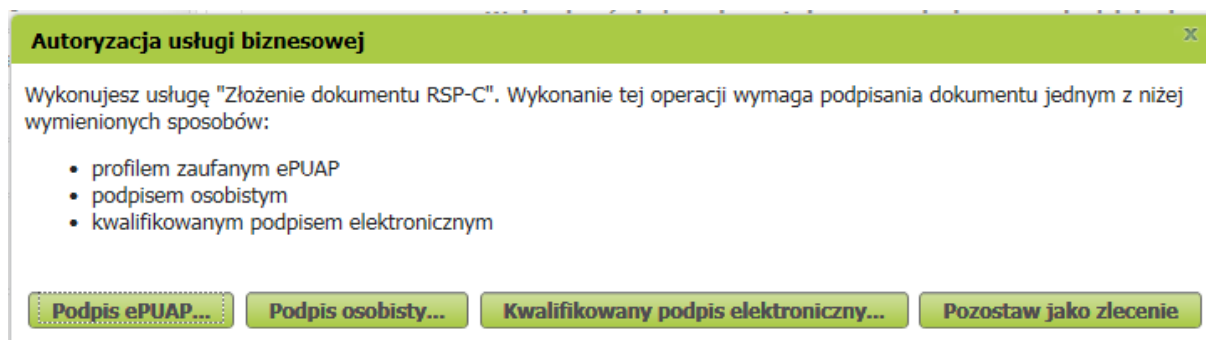 Autoryzacja usługi biznesowej
x
Wykonujesz usługę "Złożenie dokumentu RSP-C". Wykonanie tej operacji wymaga podpisania dokumentu jednym z niżej
wymienionych sposobów:
• profilem zaufanym ePUAP
• podpisem osobistym
• kwalifikowanym podpisem elektronicznym
Podpis ePUAP...
Podpis osobisty...
Kwalifikowany podpis elektroniczny...
Pozostaw jako zlecenie